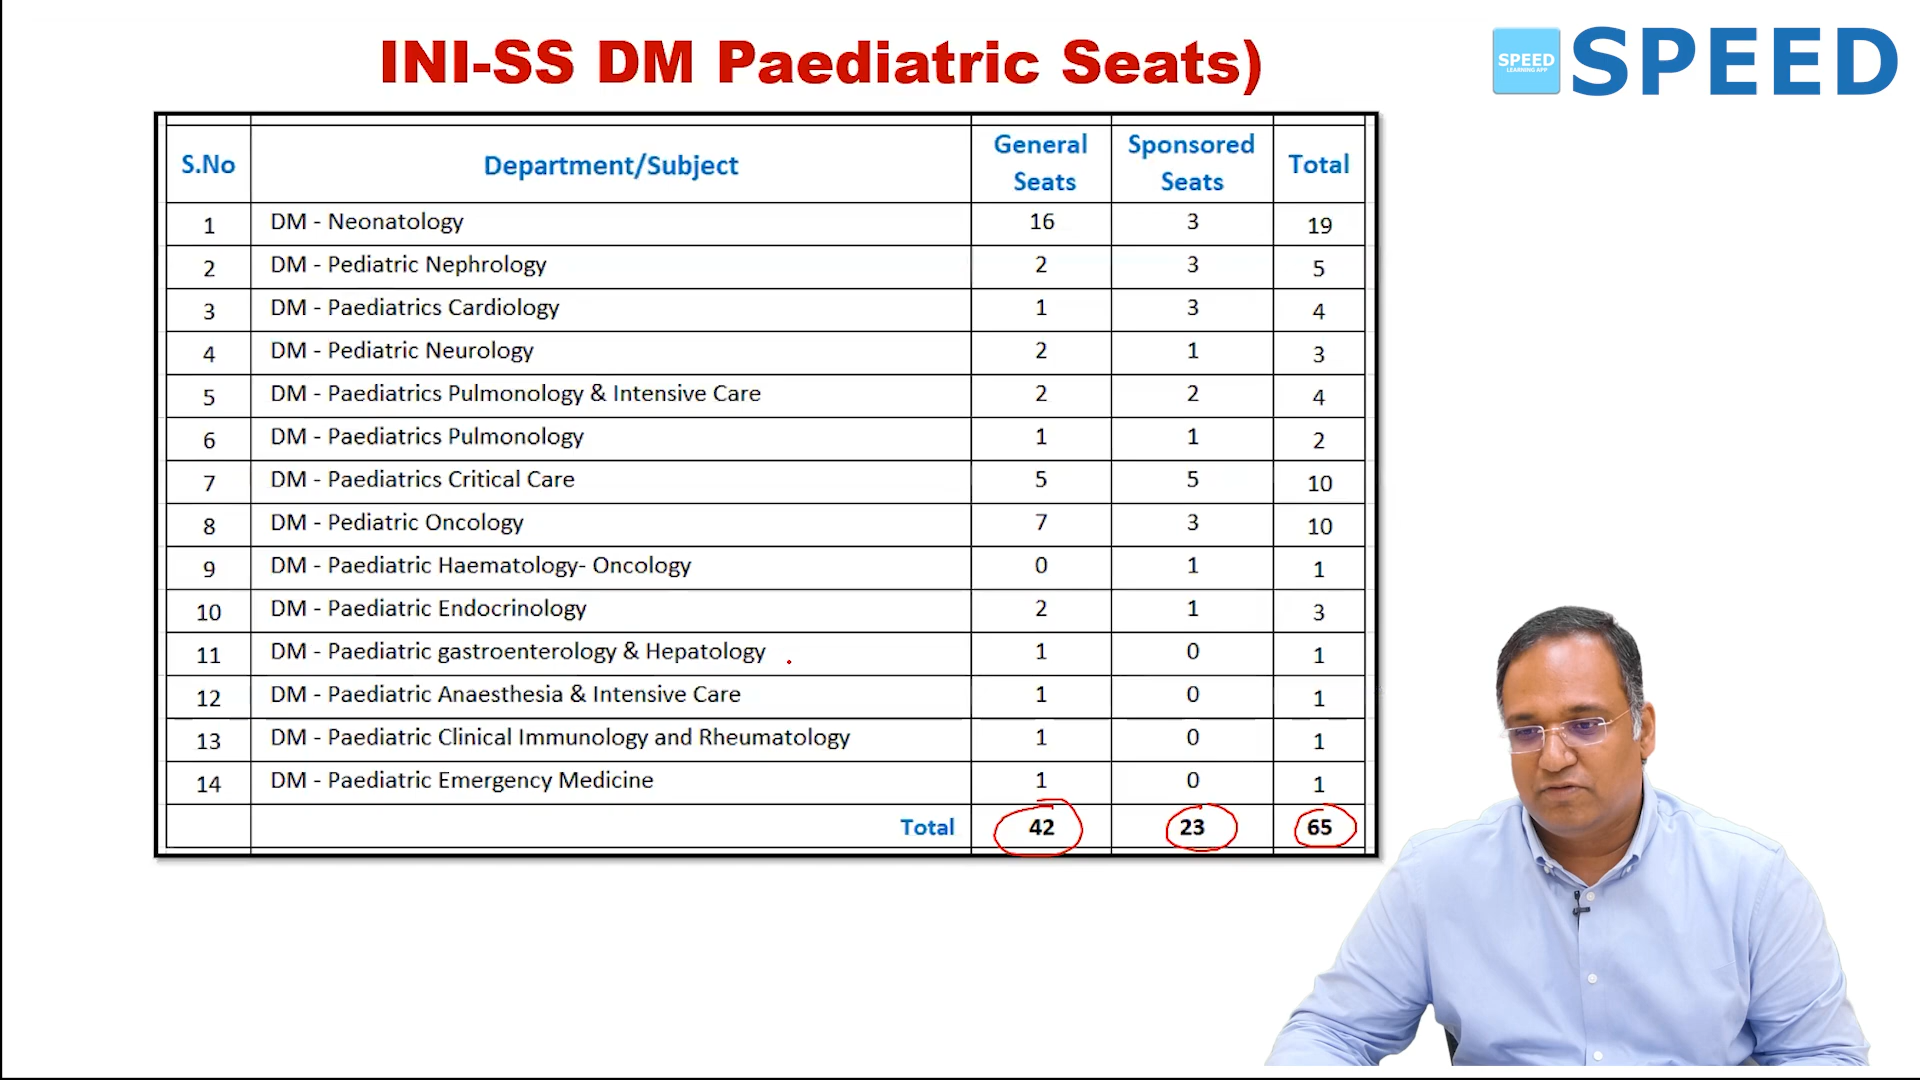 INI-SS DM Paediatric Seats)
SPEED
LEARNING APP
SPEED
S.No Department/Subject General Seats Sponsored Seats Total
1 DM - Neonatology 16 3 19
2 DM - Pediatric Nephrology 2 3 5
3 DM - Paediatrics Cardiology 1 3 4
4 DM - Pediatric Neurology 2 1 3
5 DM - Paediatrics Pulmonology & Intensive Care 2 2 4
6 DM - Paediatrics Pulmonology 1 1 2
7 DM - Paediatrics Critical Care 5 5 10
8 DM - Pediatric Oncology 7 3 10
9 DM - Paediatric Haematology- Oncology 0 1 1
10 DM - Paediatric Endocrinology 2 1 3
11 DM - Paediatric gastroenterology & Hepatology 1 0 1
12 DM - Paediatric Anaesthesia & Intensive Care 1 0 1
13 DM - Paediatric Clinical Immunology and Rheumatology 1 0 1
14 DM - Paediatric Emergency Medicine 1 0 1
Total 42 23 65